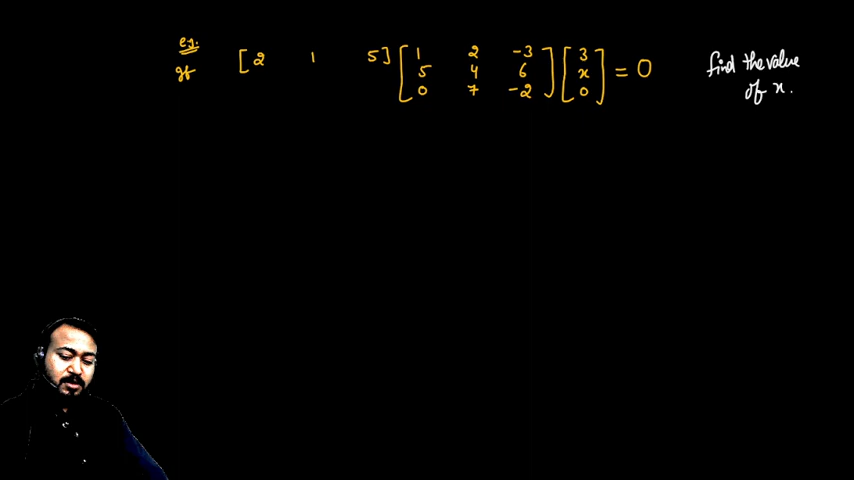 eg.
If [2 1 5] [1 2 -3] [3]
[5 4 6] [x] = 0
[0 7 -2] [0]
find the value
of x.